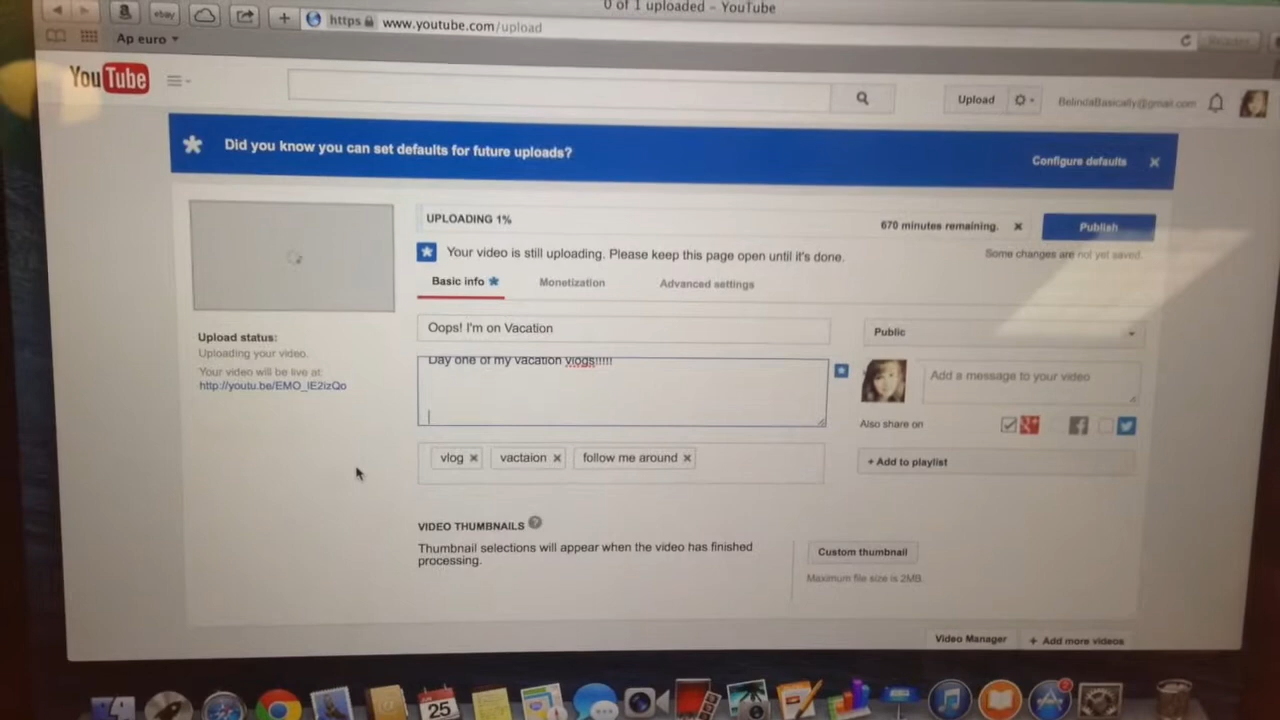 0 of 1 uploaded - YouTube
ebay
https www.youtube.com/upload
Ap euro
YouTube
Upload
BelindaBasically@gmail.com
Did you know you can set defaults for future uploads?
Configure defaults
UPLOADING 1%
670 minutes remaining.
Publish
Your video is still uploading. Please keep this page open until it's done.
Some changes are not yet saved.
Basic info
Monetization
Advanced settings
Upload status:
Uploading your video.
Your video will be live at:
http://youtu.be/EMO_IE2izQo
Oops! I'm on Vacation
Day one of my vacation vlogs!!!!!
Public
Add a message to your video
Also share on
vlog
vactaion
follow me around
+ Add to playlist
VIDEO THUMBNAILS
Thumbnail selections will appear when the video has finished
processing.
Custom thumbnail
Maximum file size is 2MB.
Video Manager
+ Add more videos
25
2